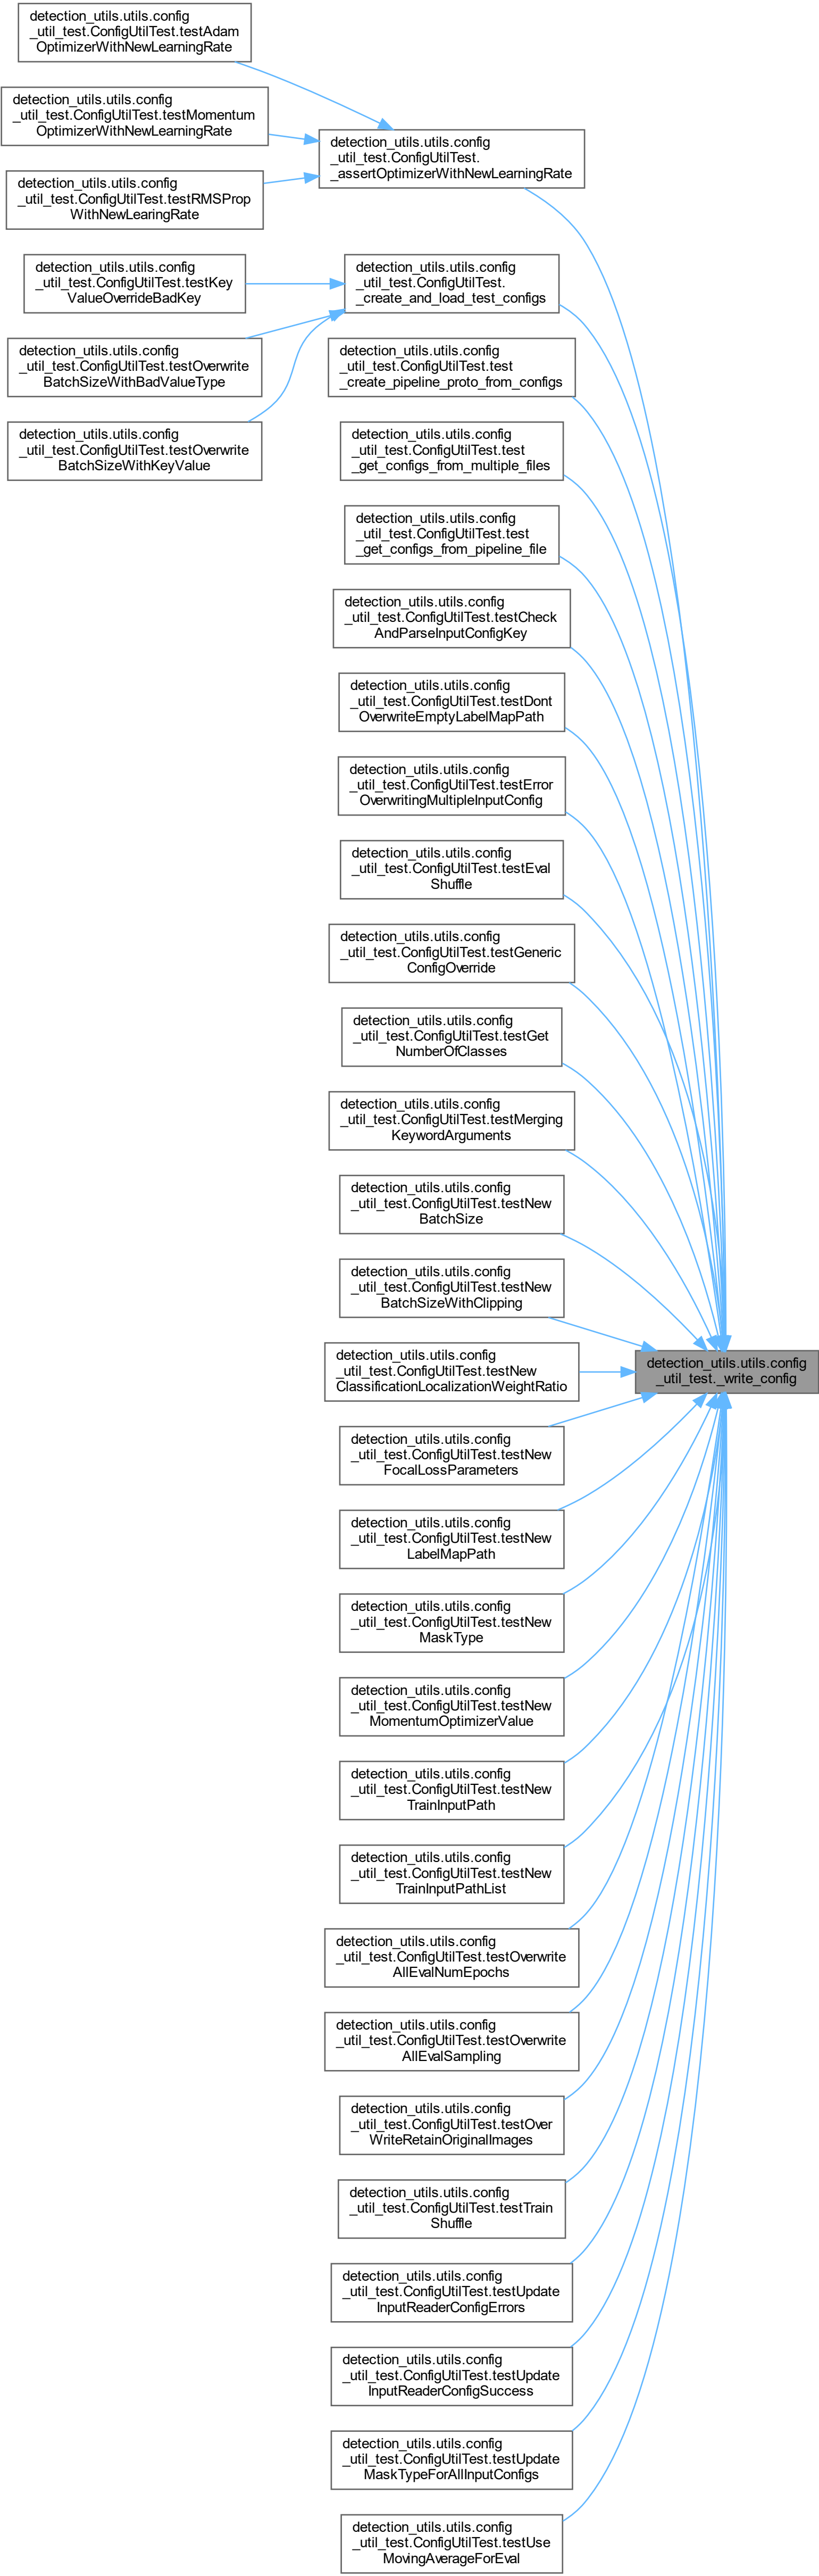 detection_utils.utils.config
_util_test.ConfigUtilTest.testAdam
OptimizerWithNewLearningRate
detection_utils.utils.config
_util_test.ConfigUtilTest.testMomentum
OptimizerWithNewLearningRate
detection_utils.utils.config
_util_test.ConfigUtilTest.
_assertOptimizerWithNewLearningRate
detection_utils.utils.config
_util_test.ConfigUtilTest.testRMSProp
WithNewLearingRate
detection_utils.utils.config
_util_test.ConfigUtilTest.testKey
ValueOverrideBadKey
detection_utils.utils.config
_util_test.ConfigUtilTest.
_create_and_load_test_configs
detection_utils.utils.config
_util_test.ConfigUtilTest.testOverwrite
BatchSizeWithBadValueType
detection_utils.utils.config
_util_test.ConfigUtilTest.test
_create_pipeline_proto_from_configs
detection_utils.utils.config
_util_test.ConfigUtilTest.testOverwrite
BatchSizeWithKeyValue
detection_utils.utils.config
_util_test.ConfigUtilTest.test
_get_configs_from_multiple_files
detection_utils.utils.config
_util_test.ConfigUtilTest.test
_get_configs_from_pipeline_file
detection_utils.utils.config
_util_test.ConfigUtilTest.testCheck
AndParseInputConfigKey
detection_utils.utils.config
_util_test.ConfigUtilTest.testDont
OverwriteEmptyLabelMapPath
detection_utils.utils.config
_util_test.ConfigUtilTest.testError
OverwritingMultipleInputConfig
detection_utils.utils.config
_util_test.ConfigUtilTest.testEval
Shuffle
detection_utils.utils.config
_util_test.ConfigUtilTest.testGeneric
ConfigOverride
detection_utils.utils.config
_util_test.ConfigUtilTest.testGet
NumberOfClasses
detection_utils.utils.config
_util_test.ConfigUtilTest.testMerging
KeywordArguments
detection_utils.utils.config
_util_test.ConfigUtilTest.testNew
BatchSize
detection_utils.utils.config
_util_test.ConfigUtilTest.testNew
BatchSizeWithClipping
detection_utils.utils.config
_util_test.ConfigUtilTest.testNew
ClassificationLocalizationWeightRatio
detection_utils.utils.config
_util_test._write_config
detection_utils.utils.config
_util_test.ConfigUtilTest.testNew
FocalLossParameters
detection_utils.utils.config
_util_test.ConfigUtilTest.testNew
LabelMapPath
detection_utils.utils.config
_util_test.ConfigUtilTest.testNew
MaskType
detection_utils.utils.config
_util_test.ConfigUtilTest.testNew
MomentumOptimizerValue
detection_utils.utils.config
_util_test.ConfigUtilTest.testNew
TrainInputPath
detection_utils.utils.config
_util_test.ConfigUtilTest.testNew
TrainInputPathList
detection_utils.utils.config
_util_test.ConfigUtilTest.testOverwrite
AllEvalNumEpochs
detection_utils.utils.config
_util_test.ConfigUtilTest.testOverwrite
AllEvalSampling
detection_utils.utils.config
_util_test.ConfigUtilTest.testOver
WriteRetainOriginalImages
detection_utils.utils.config
_util_test.ConfigUtilTest.testTrain
Shuffle
detection_utils.utils.config
_util_test.ConfigUtilTest.testUpdate
InputReaderConfigErrors
detection_utils.utils.config
_util_test.ConfigUtilTest.testUpdate
InputReaderConfigSuccess
detection_utils.utils.config
_util_test.ConfigUtilTest.testUpdate
MaskTypeForAllInputConfigs
detection_utils.utils.config
_util_test.ConfigUtilTest.testUse
MovingAverageForEval